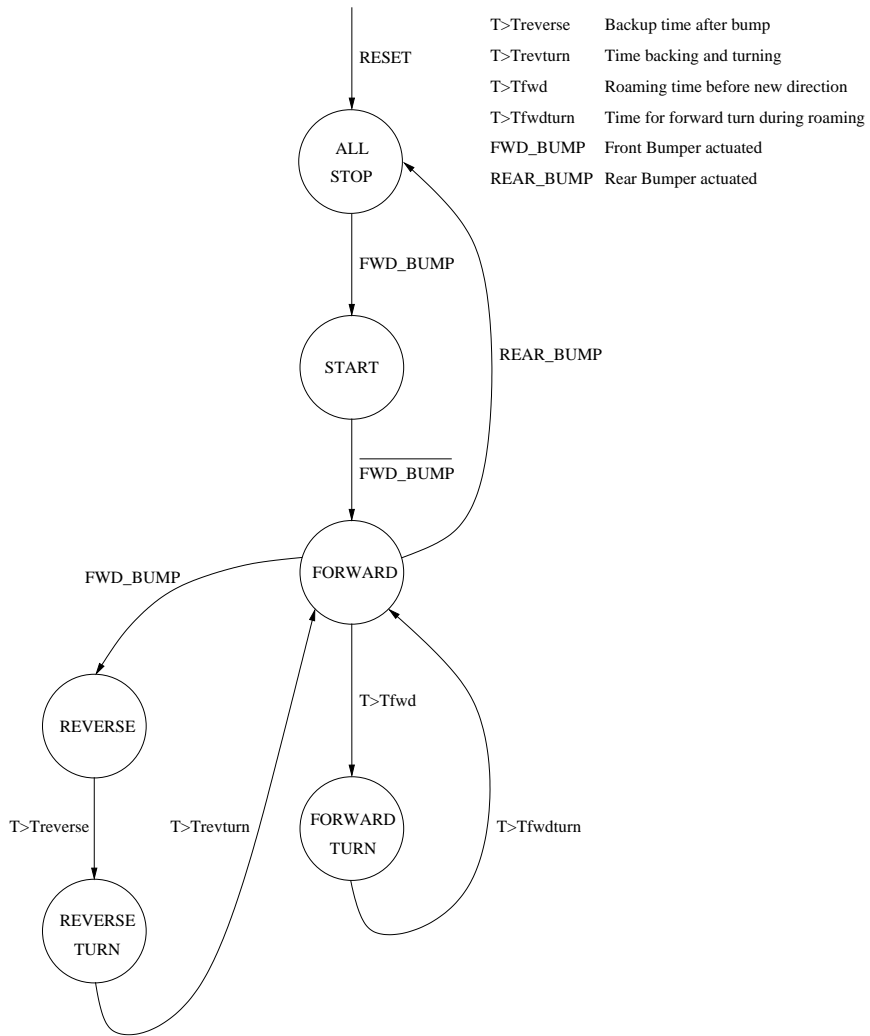 RESET
T>Treverse Backup time after bump
T>Trevturn Time backing and turning
T>Tfwd Roaming time before new direction
T>Tfwdturn Time for forward turn during roaming
FWD_BUMP Front Bumper actuated
REAR_BUMP Rear Bumper actuated
ALL
STOP
FWD_BUMP
START
REAR_BUMP
FWD_BUMP
FORWARD
FWD_BUMP
T>Tfwd
REVERSE
T>Treverse
T>Trevturn
FORWARD
TURN
T>Tfwdturn
REVERSE
TURN